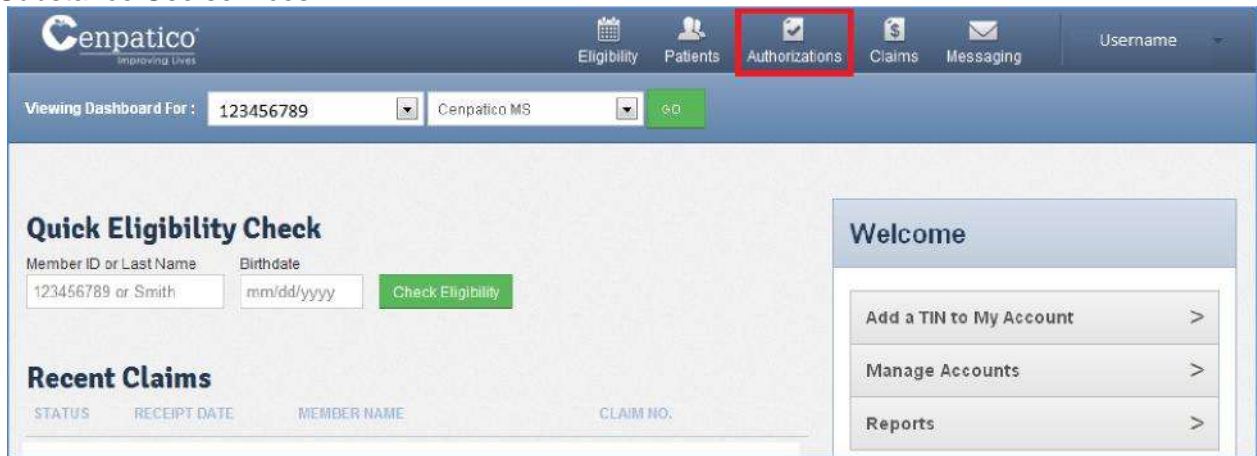 Cenpatico
Improving Lives
Eligibility Patients Authorizations Claims Messaging Username
Viewing Dashboard For : 123456789 Cenpatico MS GO
Quick Eligibility Check
Member ID or Last Name Birthdate
123456789 or Smith mm/dd/yyyy Check Eligibility
Recent Claims
STATUS RECEIPT DATE MEMBER NAME CLAIM NO.
Welcome
Add a TIN to My Account >
Manage Accounts >
Reports >